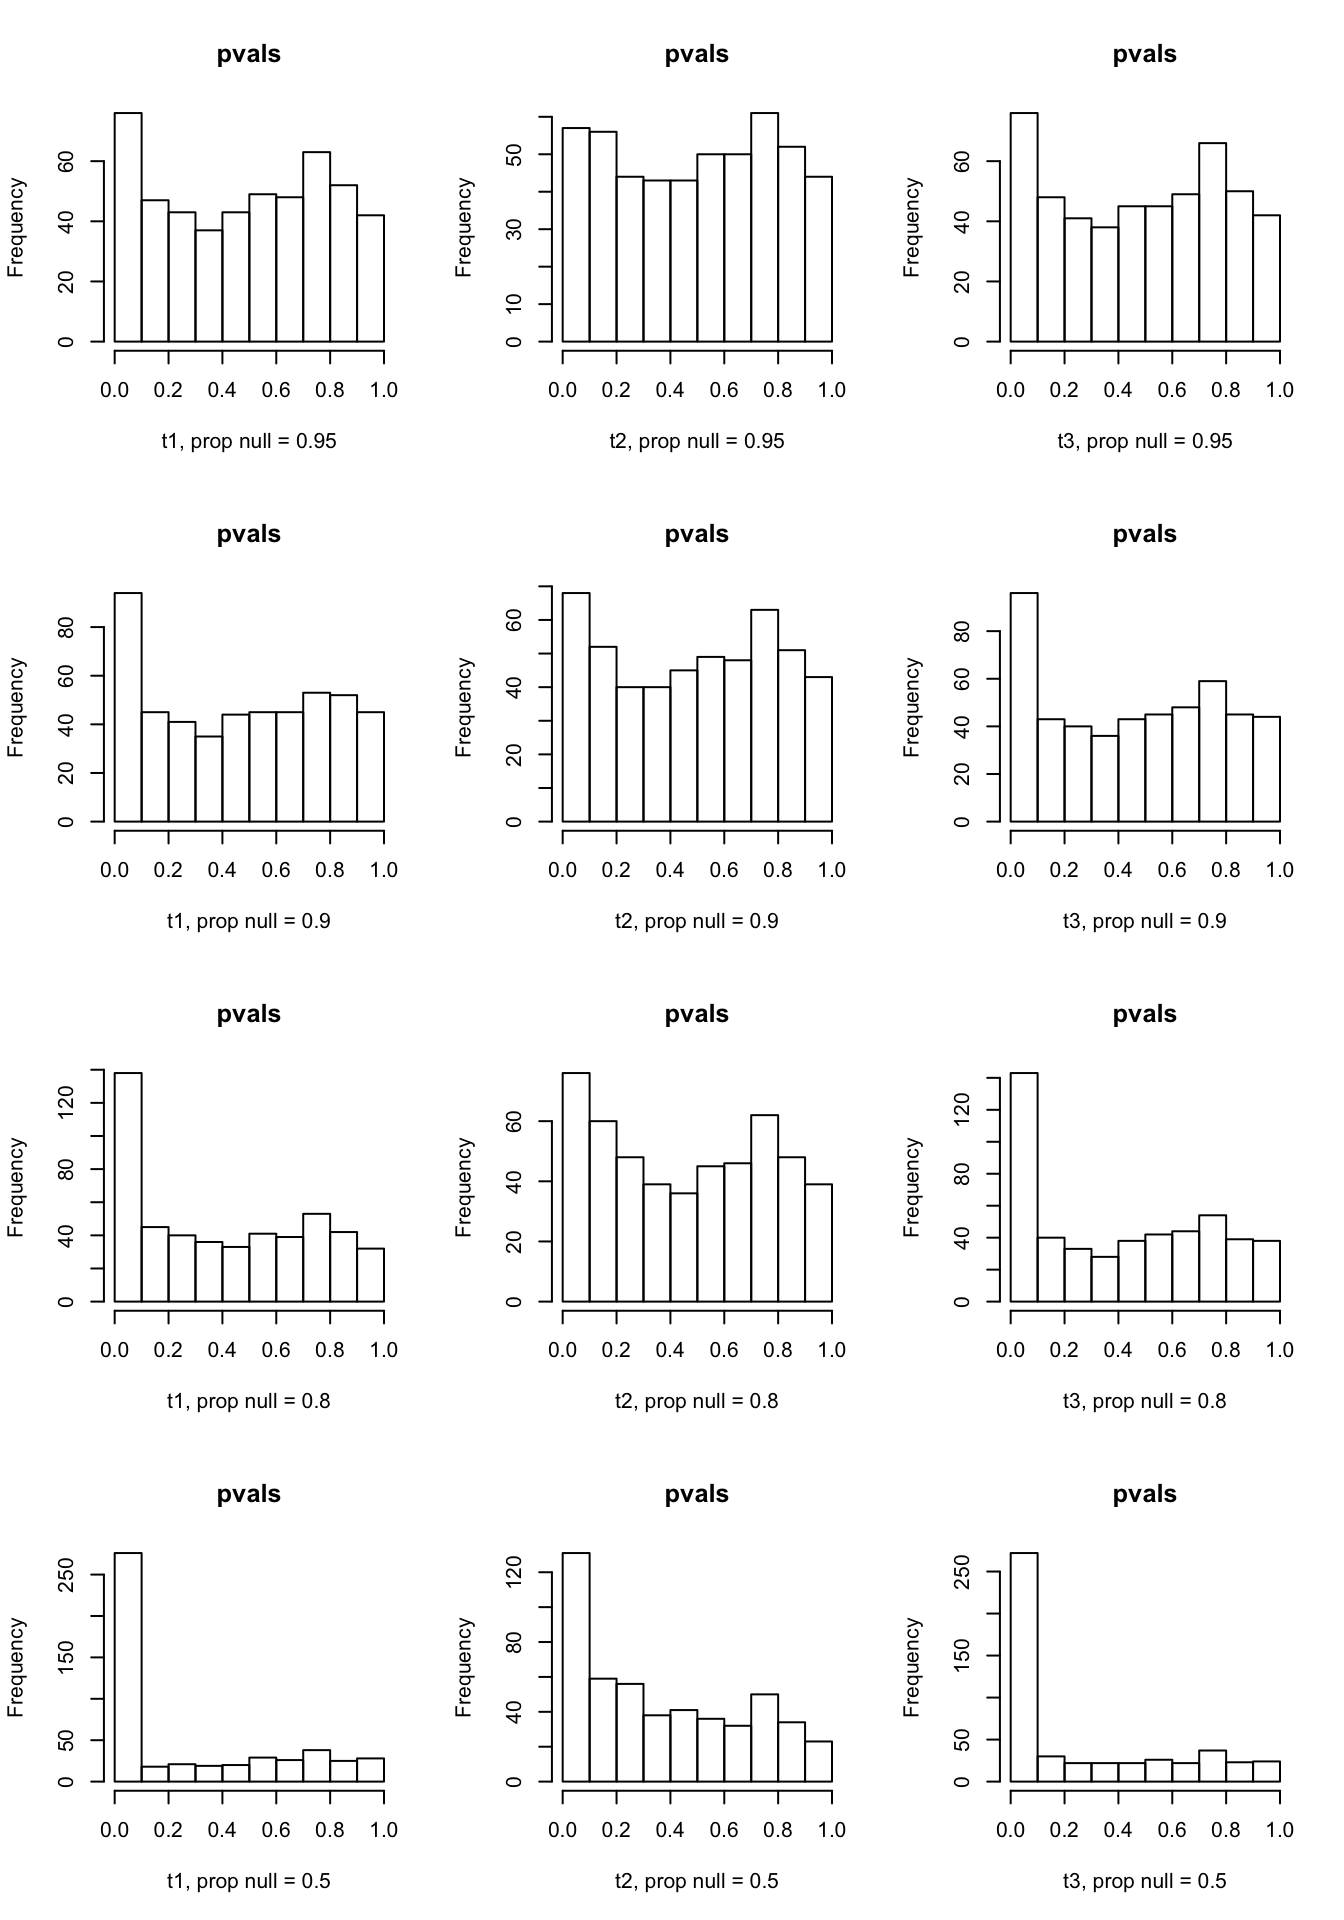 pvals pvals pvals
Frequency Frequency Frequency
0 20 40 60
0 10 30 50
0 20 40 60
0.0 0.2 0.4 0.6 0.8 1.0 0.0 0.2 0.4 0.6 0.8 1.0 0.0 0.2 0.4 0.6 0.8 1.0
t1, prop null = 0.95 t2, prop null = 0.95 t3, prop null = 0.95
pvals pvals pvals
Frequency Frequency Frequency
0 20 40 60 80
0 20 40 60
0 20 40 60 80
0.0 0.2 0.4 0.6 0.8 1.0 0.0 0.2 0.4 0.6 0.8 1.0 0.0 0.2 0.4 0.6 0.8 1.0
t1, prop null = 0.9 t2, prop null = 0.9 t3, prop null = 0.9
pvals pvals pvals
Frequency Frequency Frequency
0 40 80 120
0 20 40 60
0 40 80 120
0.0 0.2 0.4 0.6 0.8 1.0 0.0 0.2 0.4 0.6 0.8 1.0 0.0 0.2 0.4 0.6 0.8 1.0
t1, prop null = 0.8 t2, prop null = 0.8 t3, prop null = 0.8
pvals pvals pvals
Frequency Frequency Frequency
0 50 150 250
0 40 80 120
0 50 150 250
0.0 0.2 0.4 0.6 0.8 1.0 0.0 0.2 0.4 0.6 0.8 1.0 0.0 0.2 0.4 0.6 0.8 1.0
t1, prop null = 0.5 t2, prop null = 0.5 t3, prop null = 0.5